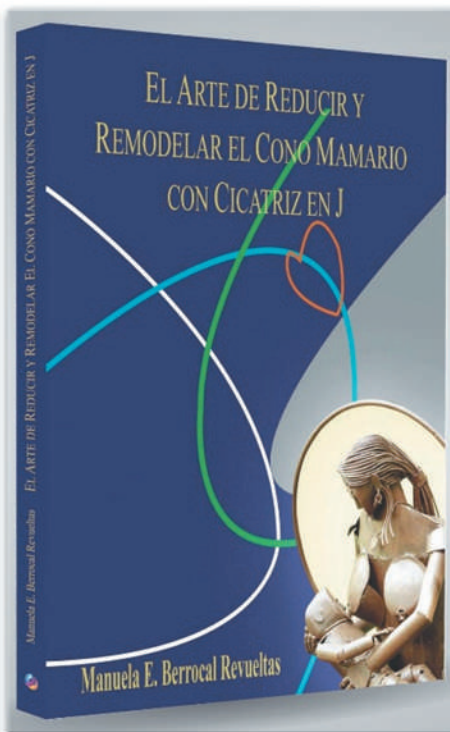 EL ARTE DE REDUCIR Y
REMODELAR EL CONO MAMARIO
CON CICATRIZ EN J
Manuela E. Berrocal Revueltas
Manuela E. Berrocal Revueltas EL ARTE DE REDUCIR Y REMODELAR EL CONO MAMARIO CON CICATRIZ EN J